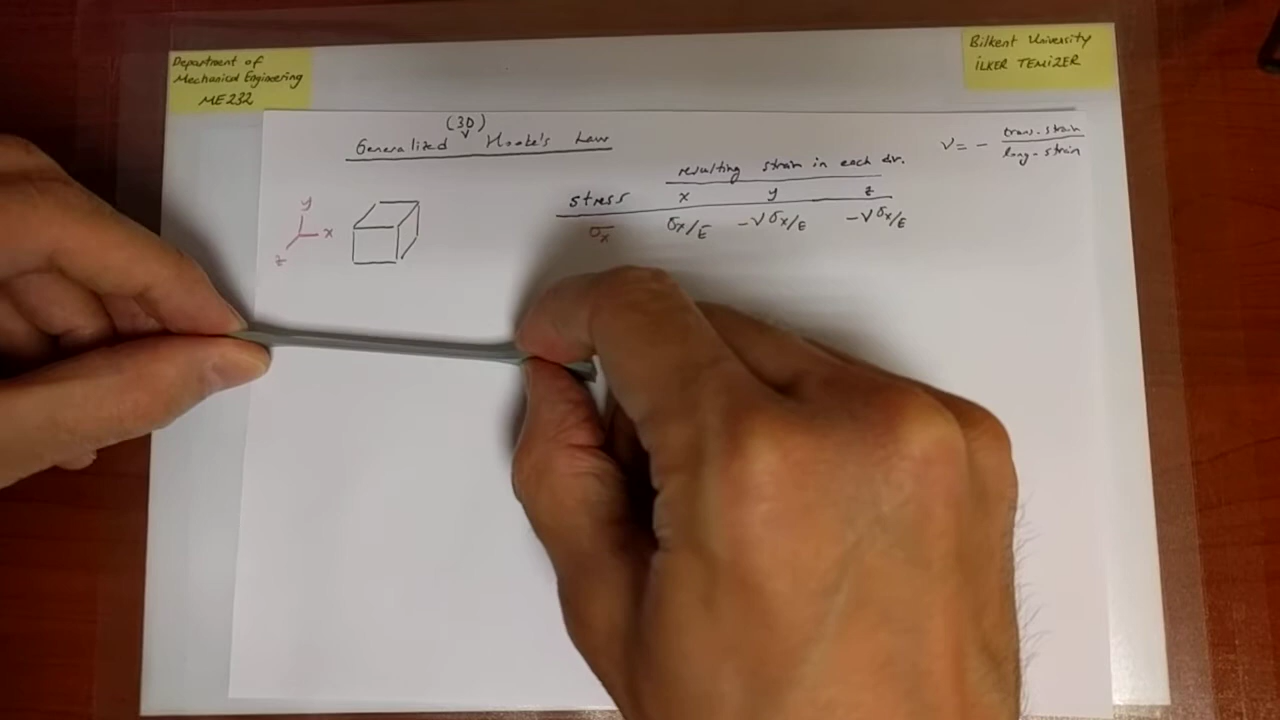 Department of
Mechanical Engineering
ME232
Bilkent University
İLKER TEMİZER
(3D)
Generalized Hooke's Law
ν = - trans. strain / long. strain
resulting strain in each dir.
stress x y z
σx σx/E -νσx/E -νσx/E
y
x
z